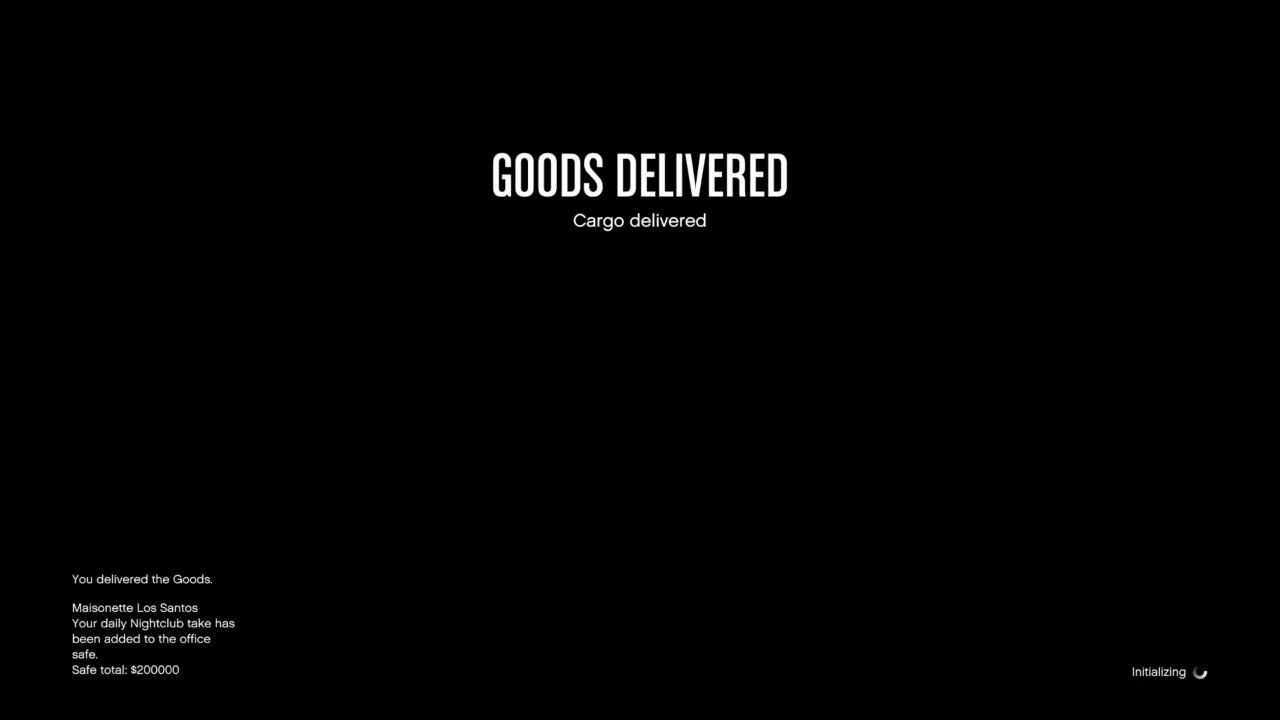 GOODS DELIVERED
Cargo delivered
You delivered the Goods.
Maisonette Los Santos
Your daily Nightclub take has
been added to the office
safe.
Safe total: $200000
Initializing